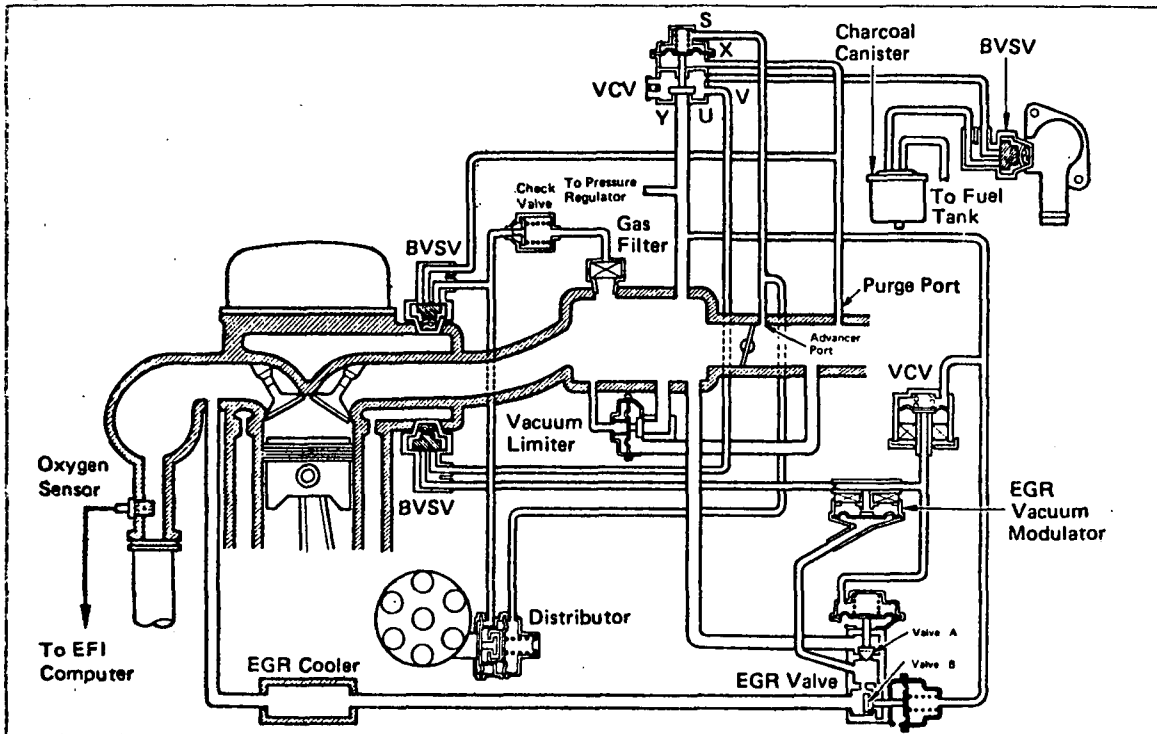 S
X
VCV
Y
U
V
Charcoal
Canister
BVSV
To Fuel
Tank
Check
Valve
To Pressure
Regulator
Gas
Filter
BVSV
Purge Port
Advancer
Port
VCV
Vacuum
Limiter
Oxygen
Sensor
BVSV
EGR
Vacuum
Modulator
Distributor
To EFI
Computer
EGR Cooler
EGR Valve
Valve A
Valve B